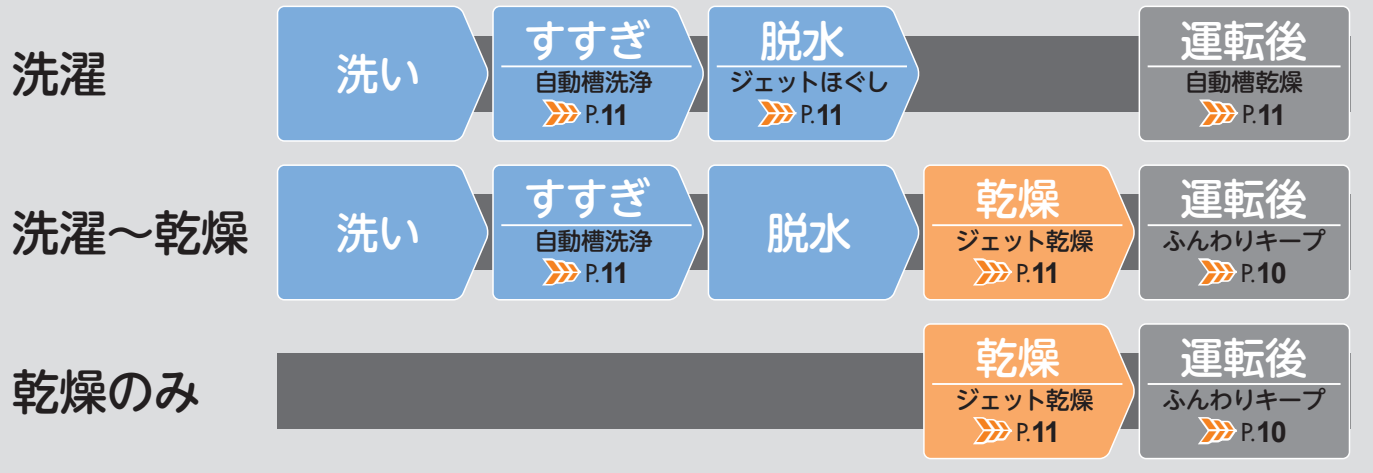 洗濯
洗い
すすぎ
自動槽洗浄
P.11
脱水
ジェットほぐし
P.11
運転後
自動槽乾燥
P.11
洗濯～乾燥
洗い
すすぎ
自動槽洗浄
P.11
脱水
乾燥
ジェット乾燥
P.11
運転後
ふんわりキープ
P.10
乾燥のみ
乾燥
ジェット乾燥
P.11
運転後
ふんわりキープ
P.10